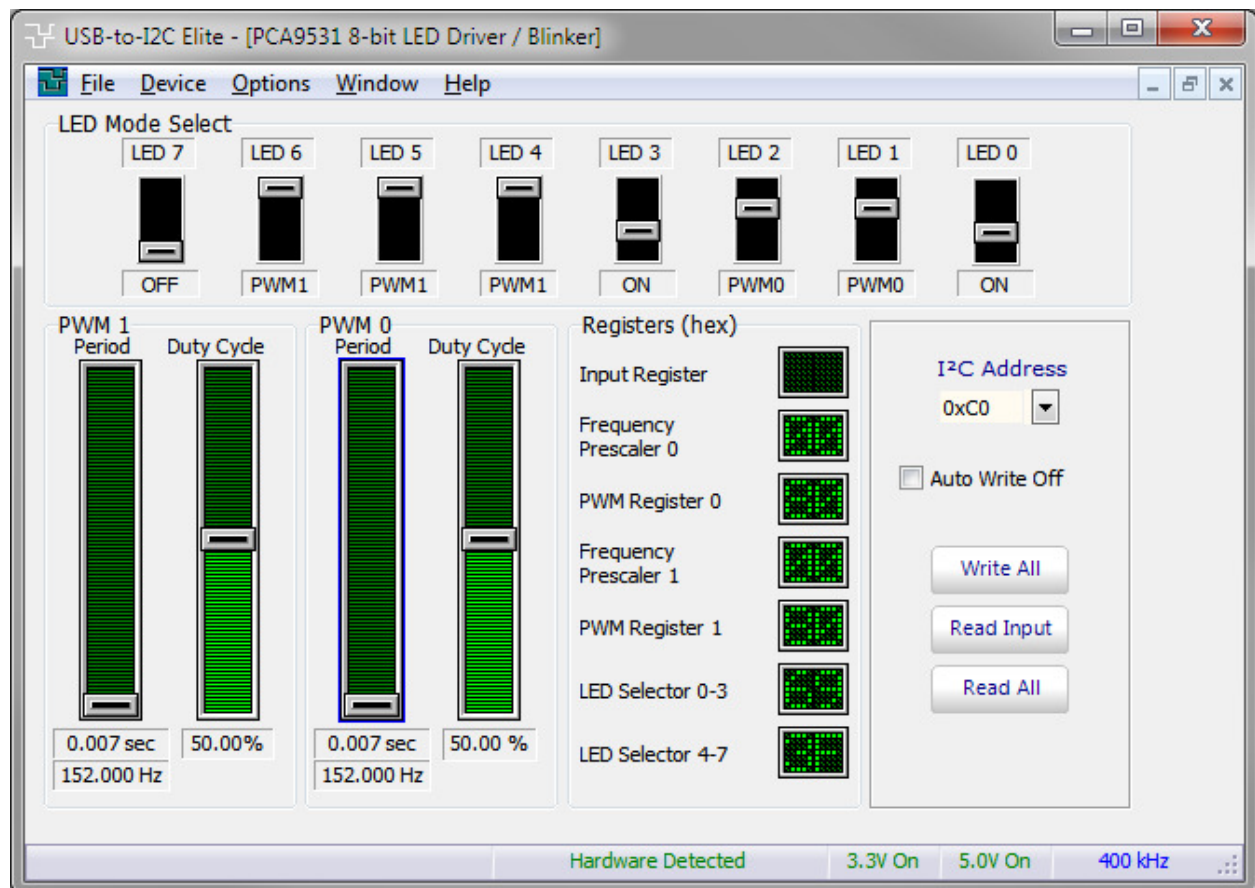 USB-to-I2C Elite - [PCA9531 8-bit LED Driver / Blinker]
File Device Options Window Help
LED Mode Select
LED 7 LED 6 LED 5 LED 4 LED 3 LED 2 LED 1 LED 0
OFF PWM1 PWM1 PWM1 ON PWM0 PWM0 ON
PWM 1
Period Duty Cycle
0.007 sec 50.00%
152.000 Hz
PWM 0
Period Duty Cycle
0.007 sec 50.00 %
152.000 Hz
Registers (hex)
Input Register
Frequency
Prescaler 0
PWM Register 0
Frequency
Prescaler 1
PWM Register 1
LED Selector 0-3
LED Selector 4-7
I²C Address
0xC0
Auto Write Off
Write All
Read Input
Read All
Hardware Detected 3.3V On 5.0V On 400 kHz